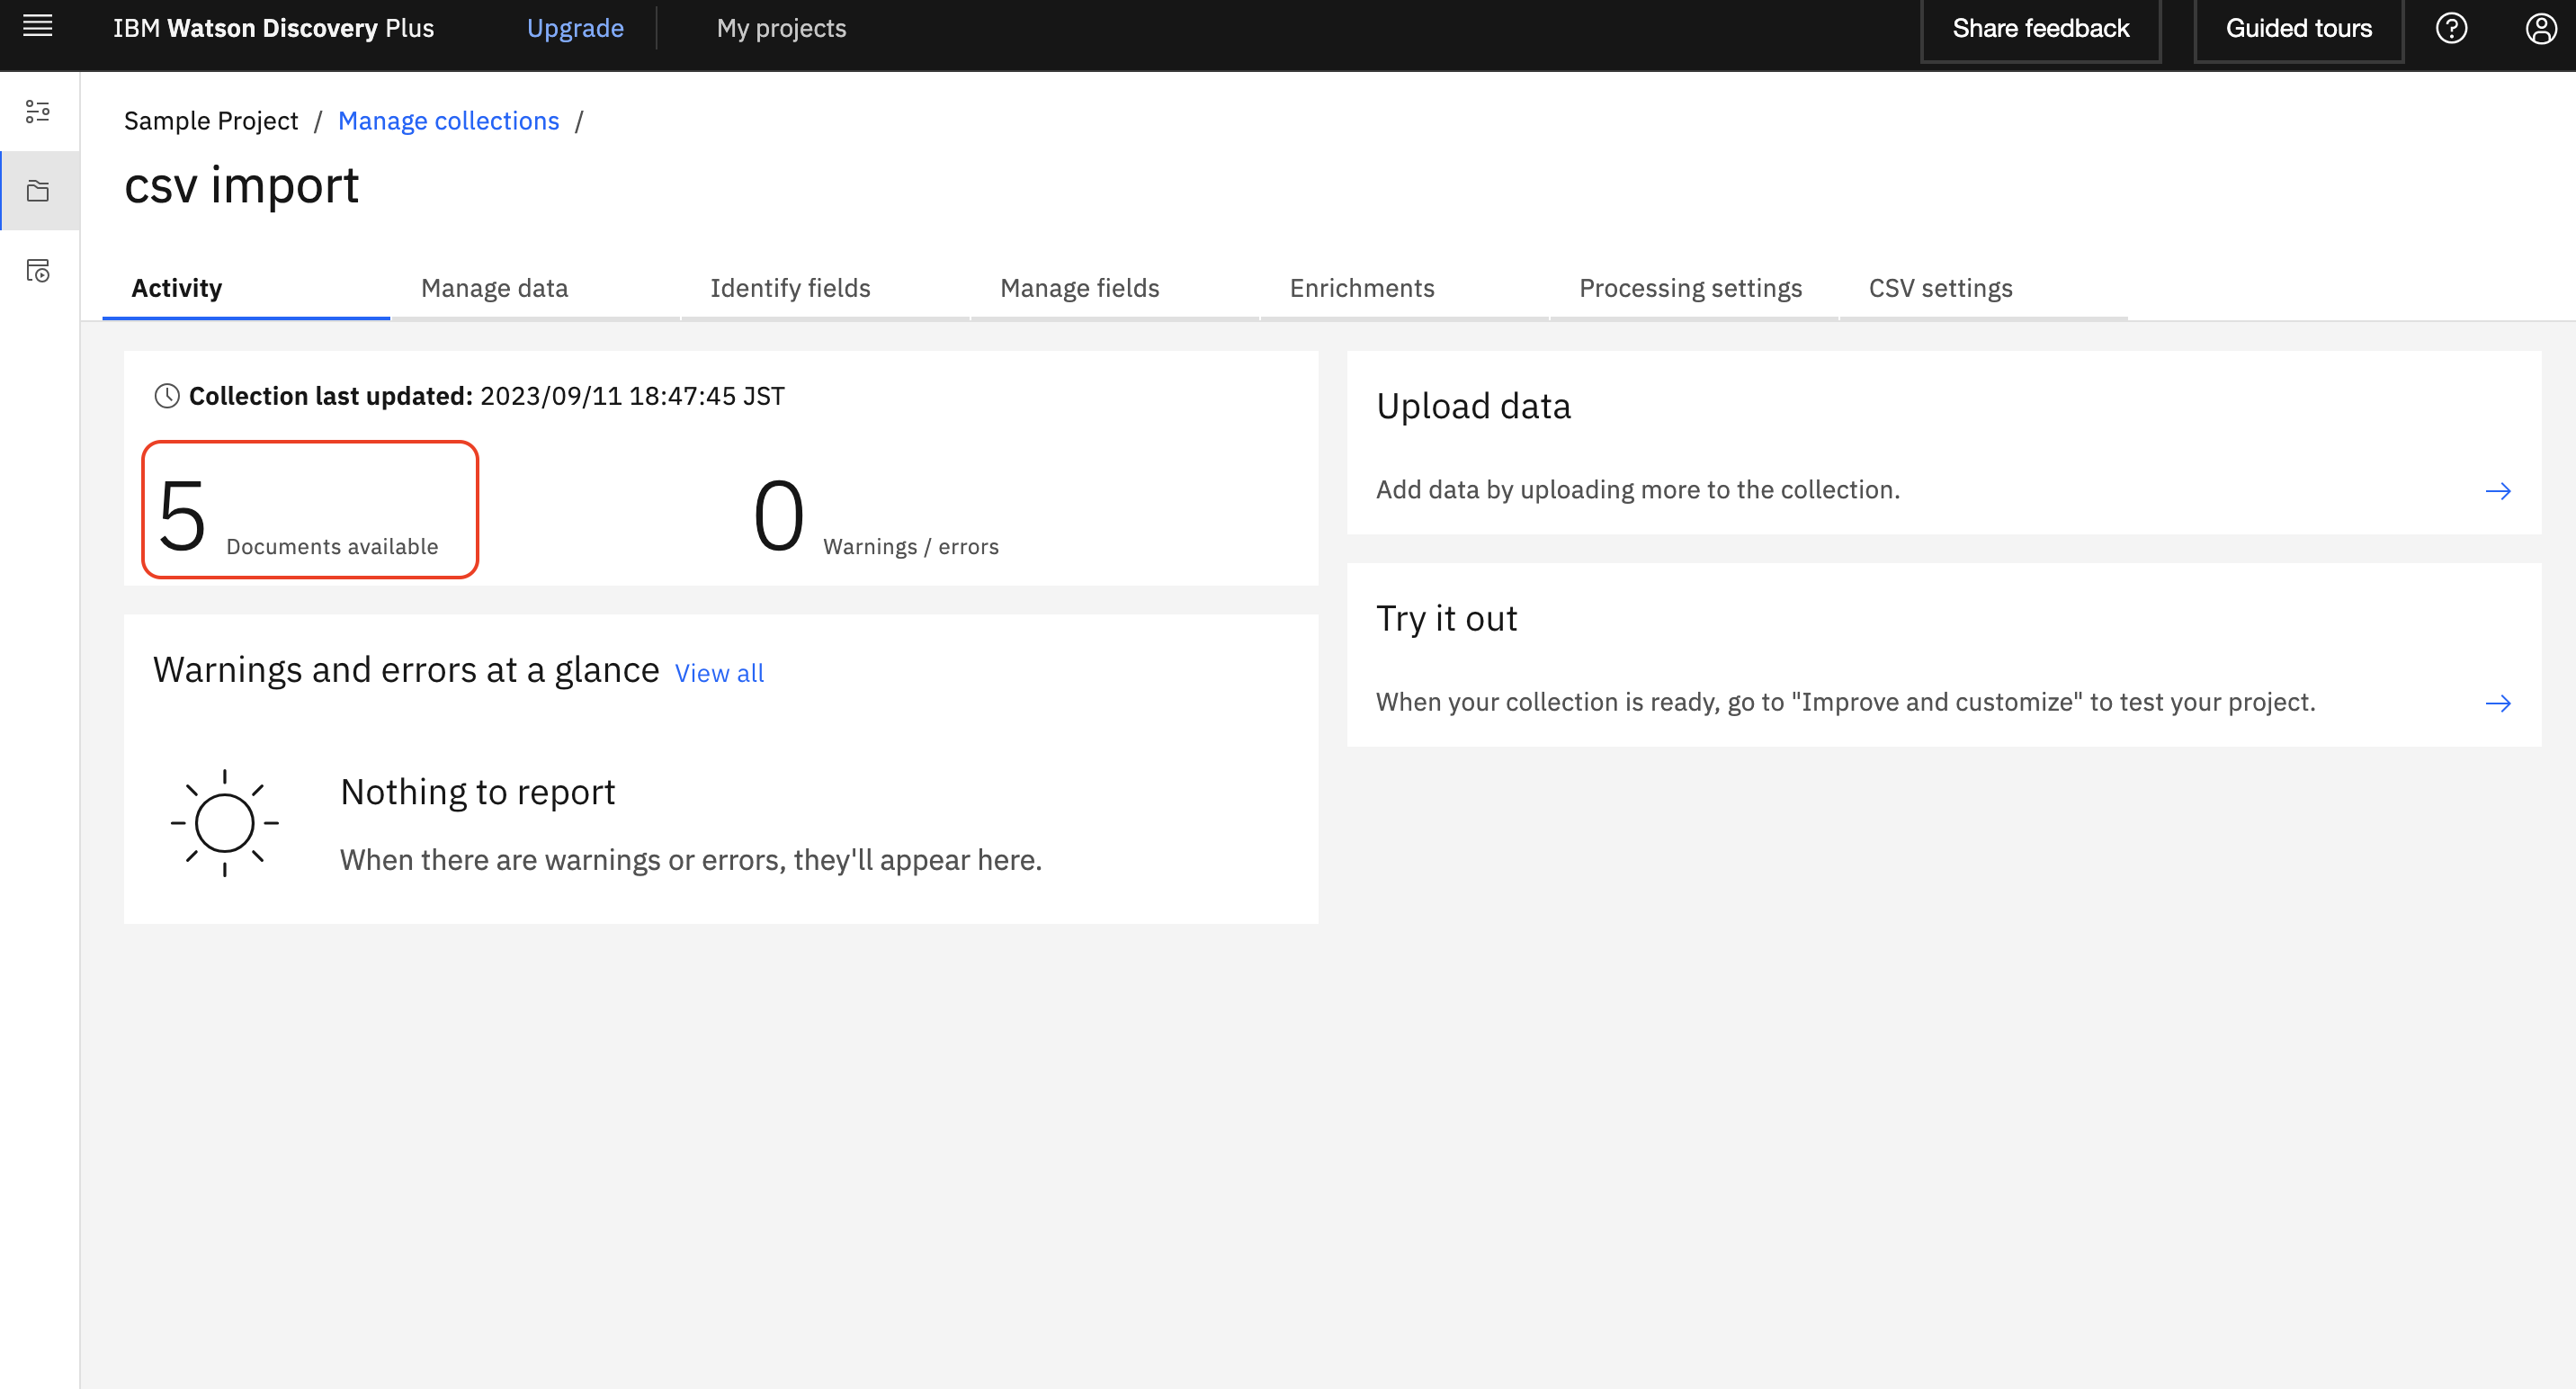 IBM Watson Discovery Plus
Upgrade
My projects
Share feedback
Guided tours
Sample Project / Manage collections /
csv import
Activity
Manage data
Identify fields
Manage fields
Enrichments
Processing settings
CSV settings
Collection last updated: 2023/09/11 18:47:45 JST
5 Documents available
0 Warnings / errors
Upload data
Add data by uploading more to the collection.
Try it out
When your collection is ready, go to "Improve and customize" to test your project.
Warnings and errors at a glance View all
Nothing to report
When there are warnings or errors, they'll appear here.